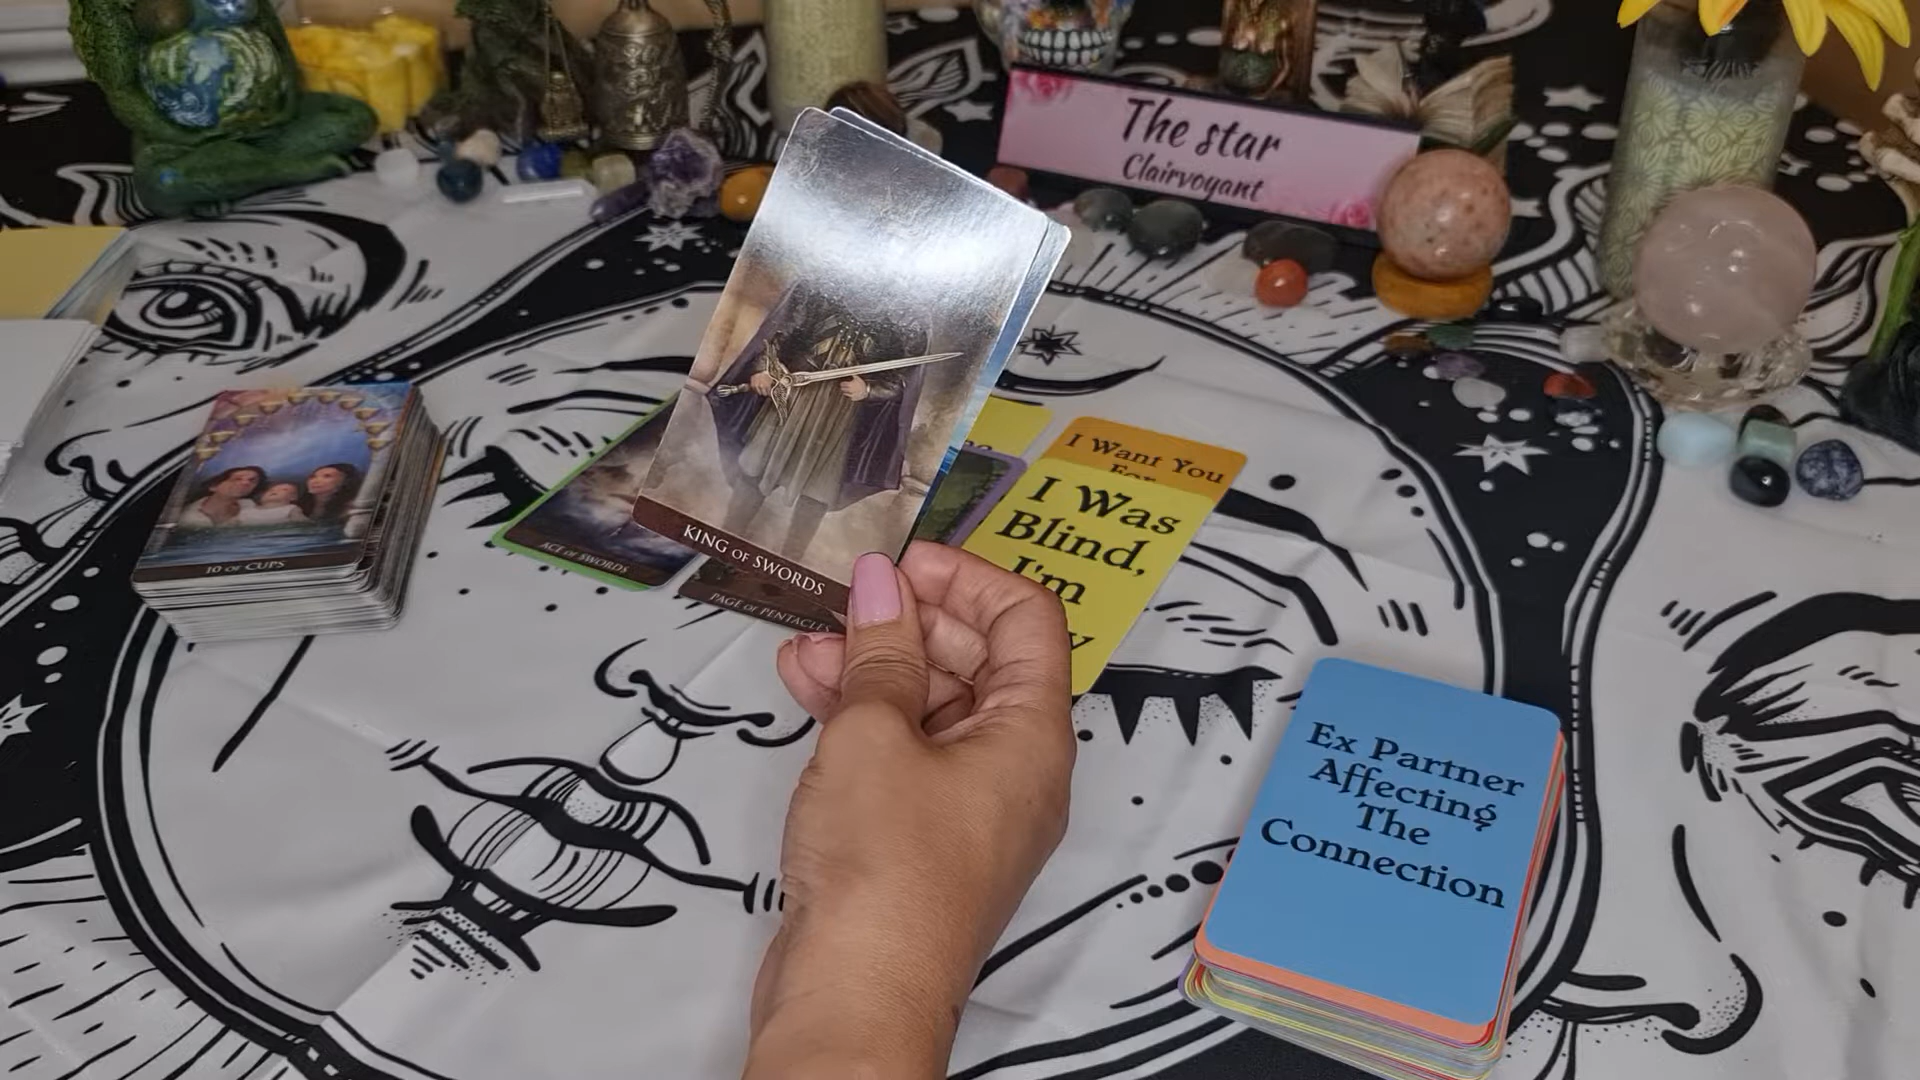 The star
Clairvoyant
I Want You
For
I Was
Blind,
I'm
10 OF CUPS
ACE OF SWORDS
KING OF SWORDS
PAGE OF PENTACLES
Ex Partner
Affecting
The
Connection